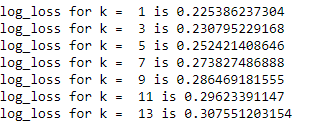 log_loss for k =  1 is 0.225386237304
log_loss for k =  3 is 0.230795229168
log_loss for k =  5 is 0.252421408646
log_loss for k =  7 is 0.273827486888
log_loss for k =  9 is 0.286469181555
log_loss for k =  11 is 0.29623391147
log_loss for k =  13 is 0.307551203154